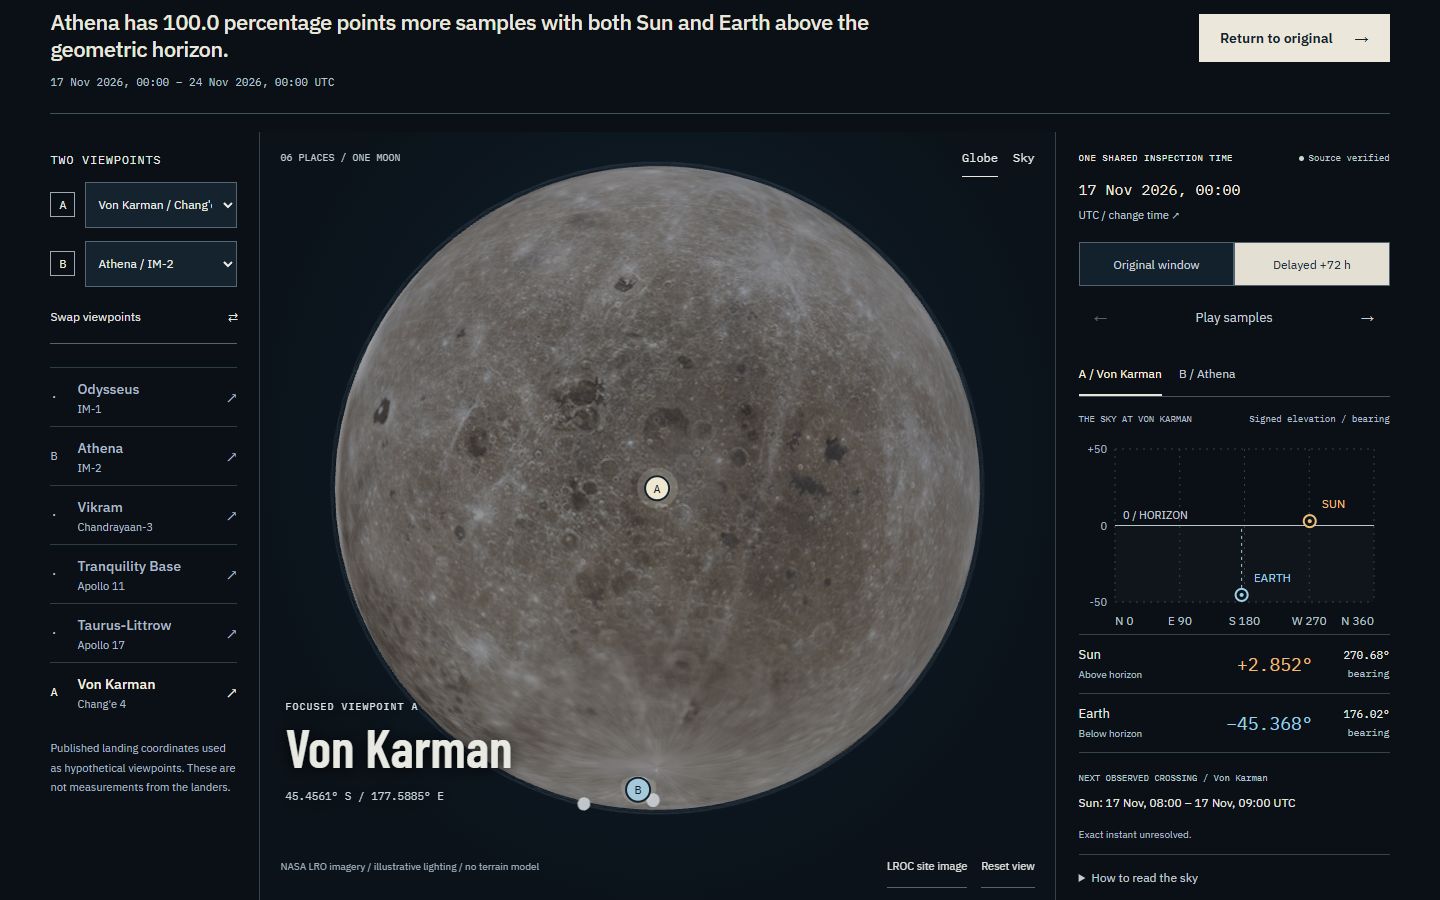 Athena has 100.0 percentage points more samples with both Sun and Earth above the
geometric horizon.
17 Nov 2026, 00:00 – 24 Nov 2026, 00:00 UTC
Return to original →
TWO VIEWPOINTS
A Von Karman / Chang'
B Athena / IM-2
Swap viewpoints ⇄
Odysseus ↗
IM-1
B Athena ↗
IM-2
Vikram ↗
Chandrayaan-3
Tranquility Base ↗
Apollo 11
Taurus-Littrow ↗
Apollo 17
A Von Karman ↗
Chang'e 4
Published landing coordinates used
as hypothetical viewpoints. These are
not measurements from the landers.
06 PLACES / ONE MOON
Globe Sky
A
FOCUSED VIEWPOINT A
Von Karman
B
45.4561° S / 177.5885° E
NASA LRO imagery / illustrative lighting / no terrain model
LROC site image Reset view
ONE SHARED INSPECTION TIME ● Source verified
17 Nov 2026, 00:00
UTC / change time ↗
Original window Delayed +72 h
← Play samples →
A / Von Karman B / Athena
THE SKY AT VON KARMAN Signed elevation / bearing
+50
SUN
0 / HORIZON
0
EARTH
-50
N 0 E 90 S 180 W 270 N 360
Sun +2.852° 270.68°
Above horizon bearing
Earth −45.368° 176.02°
Below horizon bearing
NEXT OBSERVED CROSSING / Von Karman
Sun: 17 Nov, 08:00 – 17 Nov, 09:00 UTC
Exact instant unresolved.
▶ How to read the sky